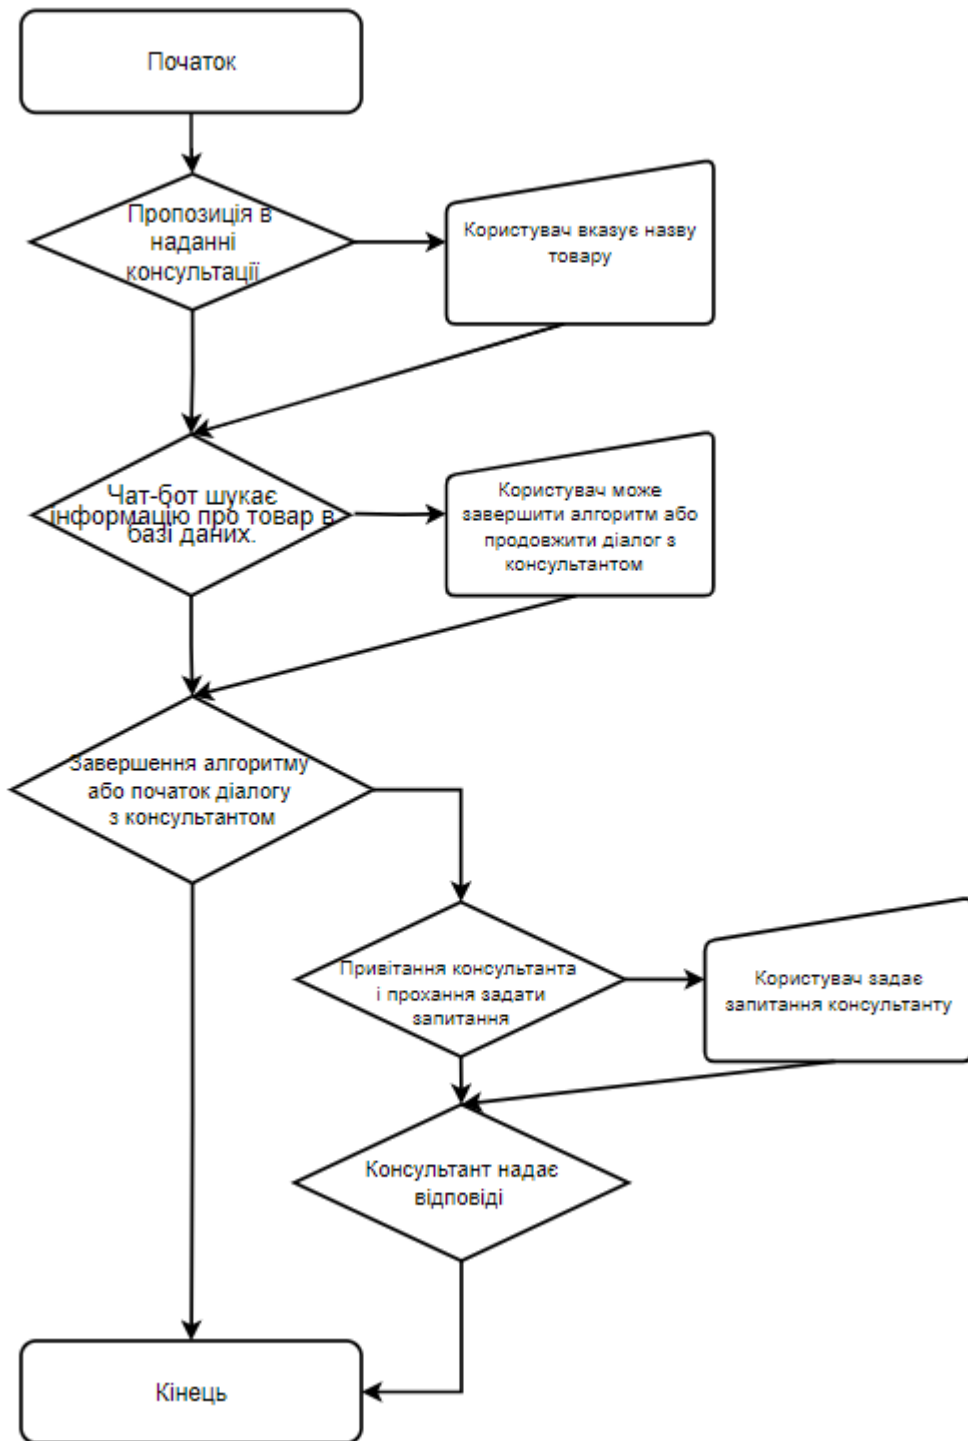 Початок
Пропозиція в
наданні
консультації
Користувач вказує назву
товару
Чат-бот шукає
інформацію про товар в
базі даних.
Користувач може
завершити алгоритм або
продовжити діалог з
консультантом
Завершення алгоритму
або початок діалогу
з консультантом
Привітання консультанта
і прохання задати
запитання
Користувач задає
запитання консультанту
Консультант надає
відповіді
Кінець